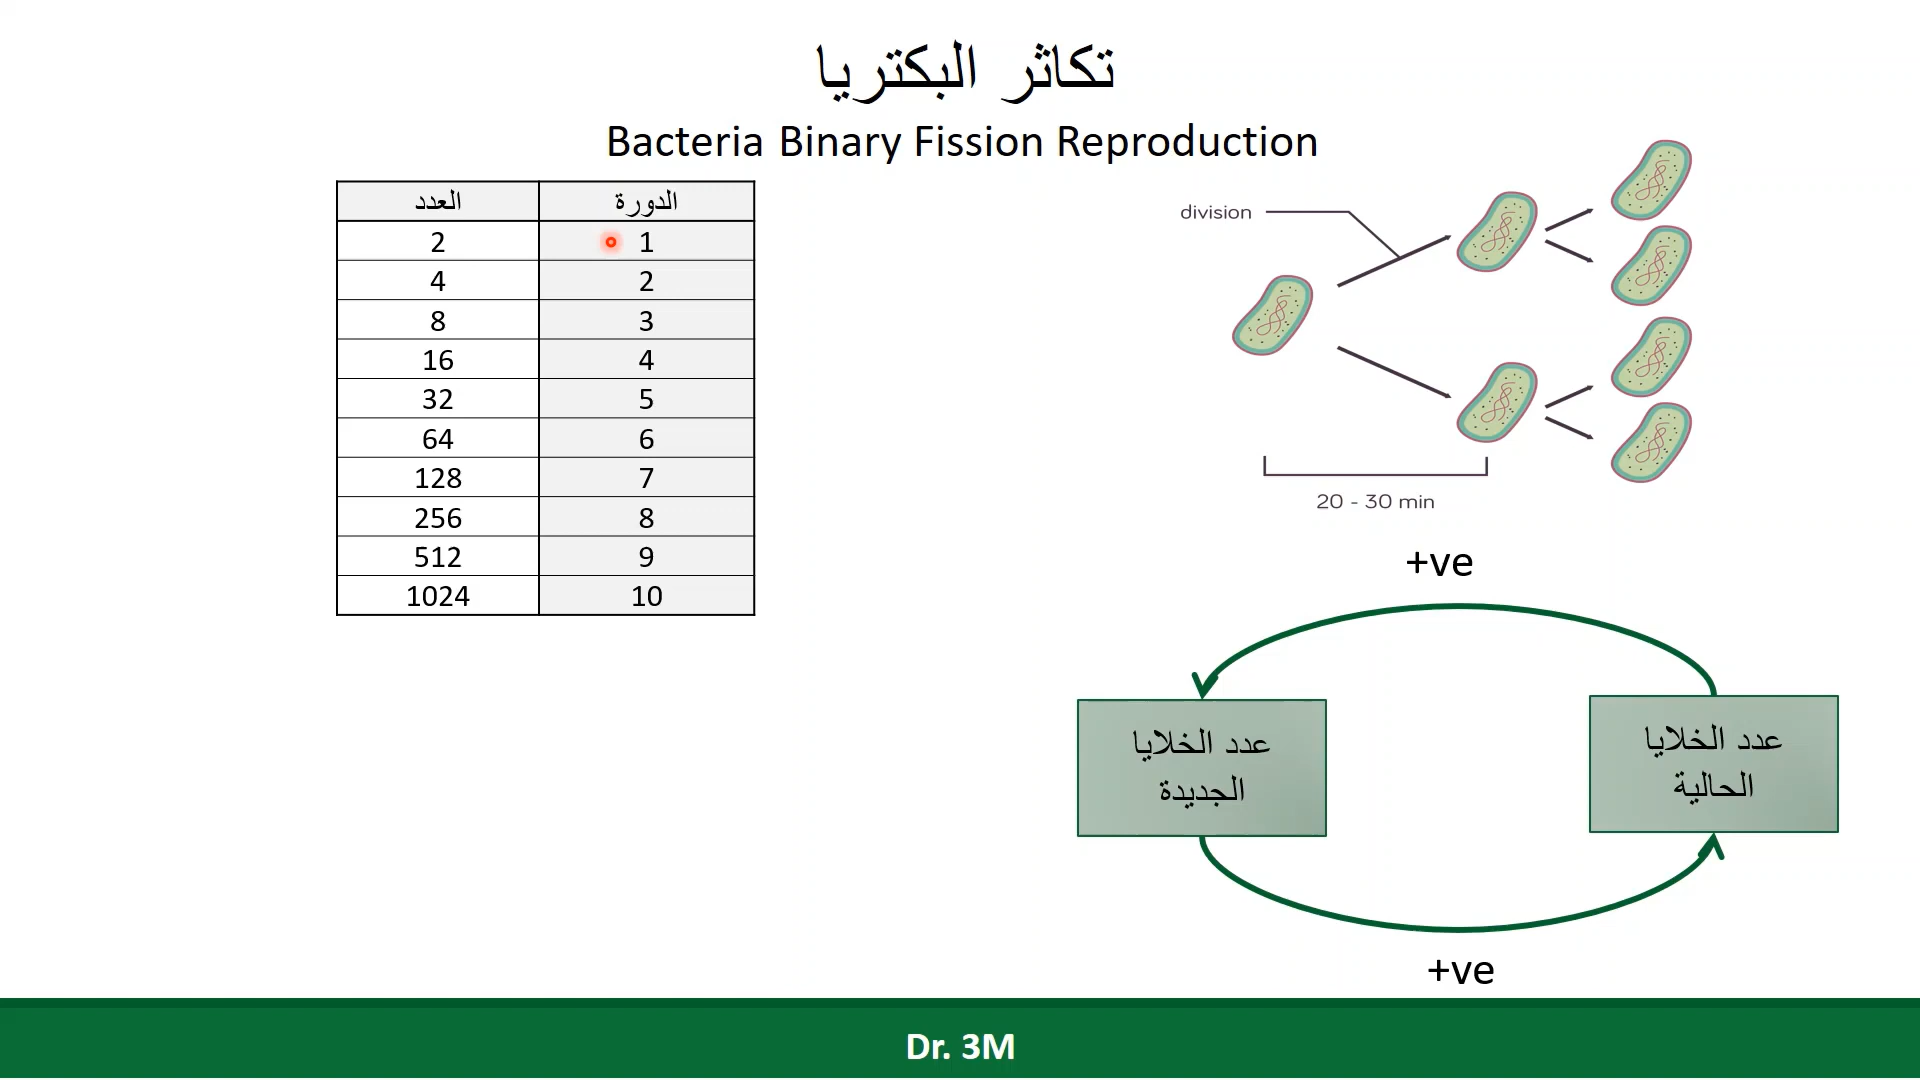 تكاثر البكتريا
Bacteria Binary Fission Reproduction
الدورة العدد
1 2
2 4
3 8
4 16
5 32
6 64
7 128
8 256
9 512
10 1024
division
20 - 30 min
+ve
عدد الخلايا
الحالية
عدد الخلايا
الجديدة
+ve
Dr. 3M